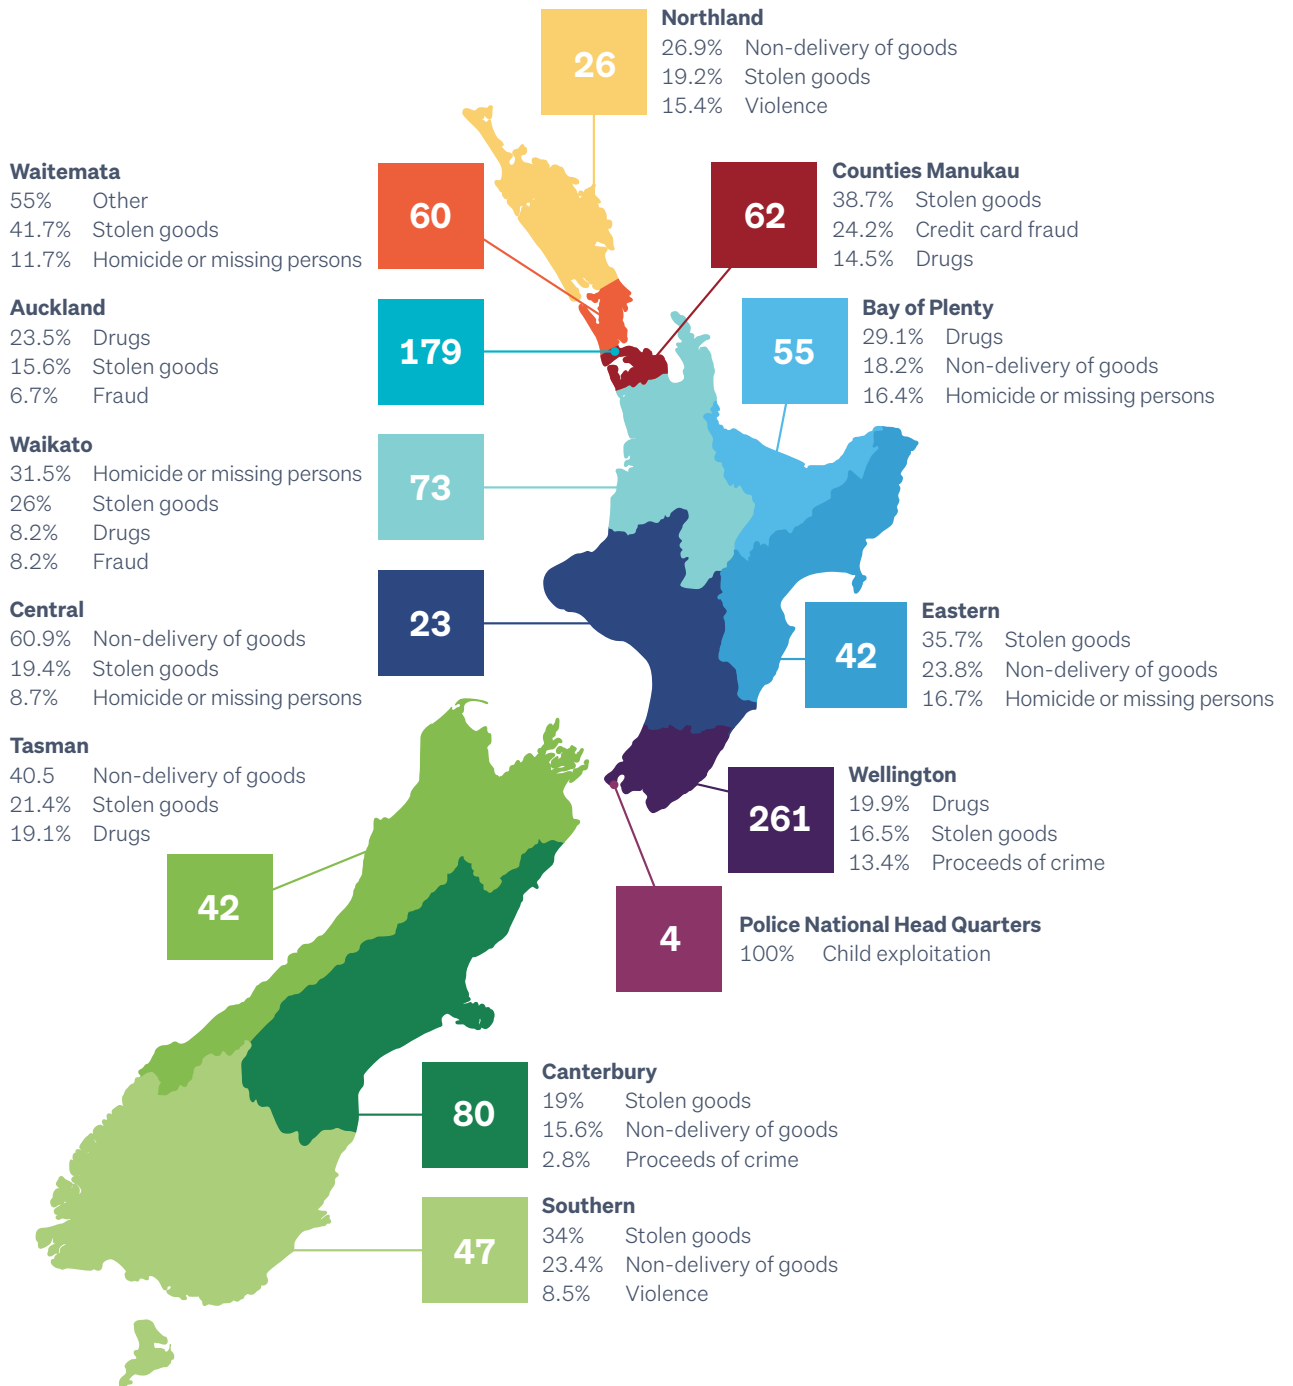 26
Northland
26.9% Non-delivery of goods
19.2% Stolen goods
15.4% Violence
Waitemata
55% Other
41.7% Stolen goods
11.7% Homicide or missing persons
60
62
Counties Manukau
38.7% Stolen goods
24.2% Credit card fraud
14.5% Drugs
Auckland
23.5% Drugs
15.6% Stolen goods
6.7% Fraud
179
55
Bay of Plenty
29.1% Drugs
18.2% Non-delivery of goods
16.4% Homicide or missing persons
Waikato
31.5% Homicide or missing persons
26% Stolen goods
8.2% Drugs
8.2% Fraud
73
Central
60.9% Non-delivery of goods
19.4% Stolen goods
8.7% Homicide or missing persons
23
42
Eastern
35.7% Stolen goods
23.8% Non-delivery of goods
16.7% Homicide or missing persons
Tasman
40.5 Non-delivery of goods
21.4% Stolen goods
19.1% Drugs
42
261
Wellington
19.9% Drugs
16.5% Stolen goods
13.4% Proceeds of crime
4
Police National Head Quarters
100% Child exploitation
80
Canterbury
19% Stolen goods
15.6% Non-delivery of goods
2.8% Proceeds of crime
47
Southern
34% Stolen goods
23.4% Non-delivery of goods
8.5% Violence